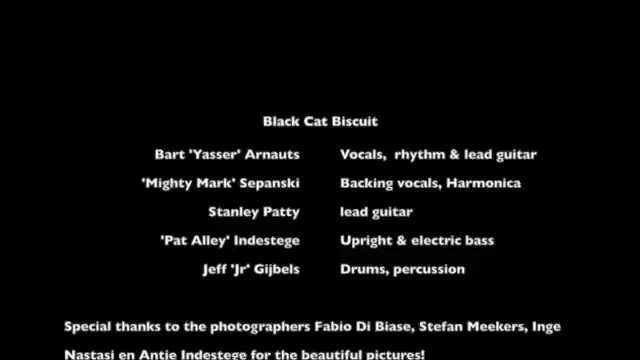 Black Cat Biscuit
Bart 'Yasser' Arnauts Vocals, rhythm & lead guitar
'Mighty Mark' Sepanski Backing vocals, Harmonica
Stanley Patty lead guitar
'Pat Alley' Indestege Upright & electric bass
Jeff 'Jr' Gijbels Drums, percussion
Special thanks to the photographers Fabio Di Biase, Stefan Meekers, Inge
Nastasi en Antje Indestege for the beautiful pictures!